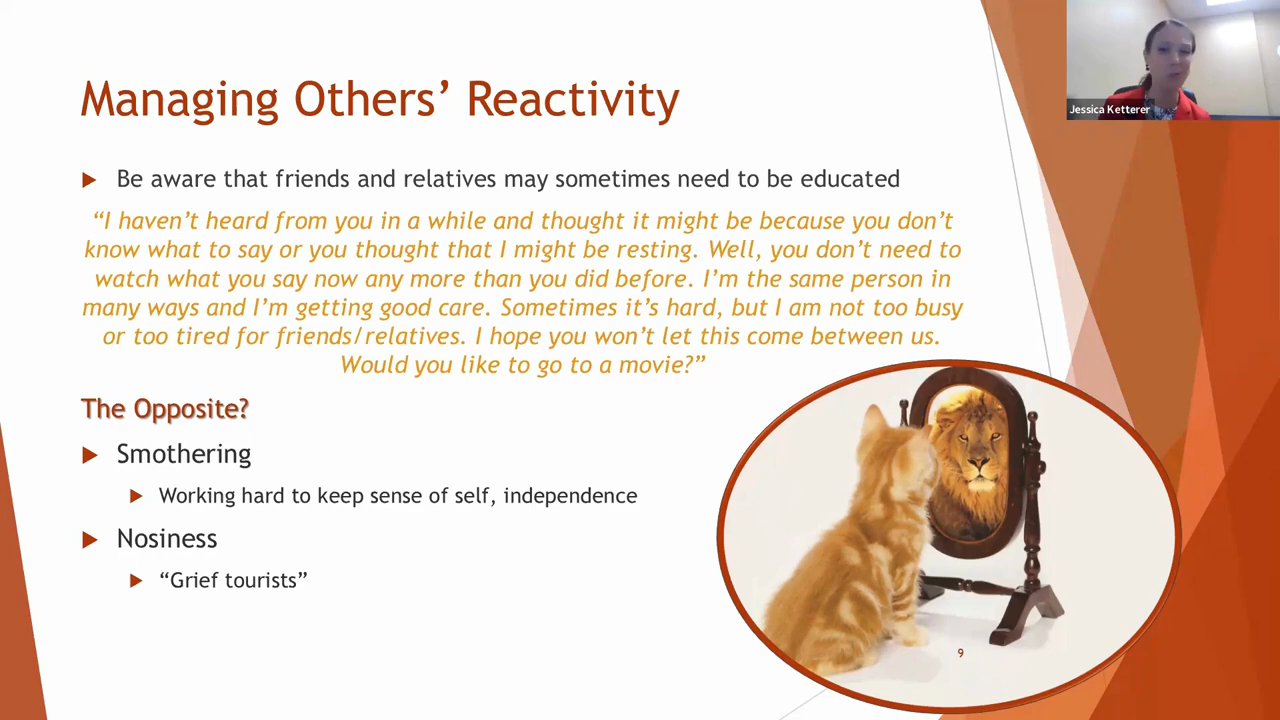 Managing Others’ Reactivity
Jessica Ketterer
Be aware that friends and relatives may sometimes need to be educated
“I haven’t heard from you in a while and thought it might be because you don’t
know what to say or you thought that I might be resting. Well, you don’t need to
watch what you say now any more than you did before. I’m the same person in
many ways and I’m getting good care. Sometimes it’s hard, but I am not too busy
or too tired for friends/relatives. I hope you won’t let this come between us.
Would you like to go to a movie?”
The Opposite?
Smothering
Working hard to keep sense of self, independence
Nosiness
“Grief tourists”
9